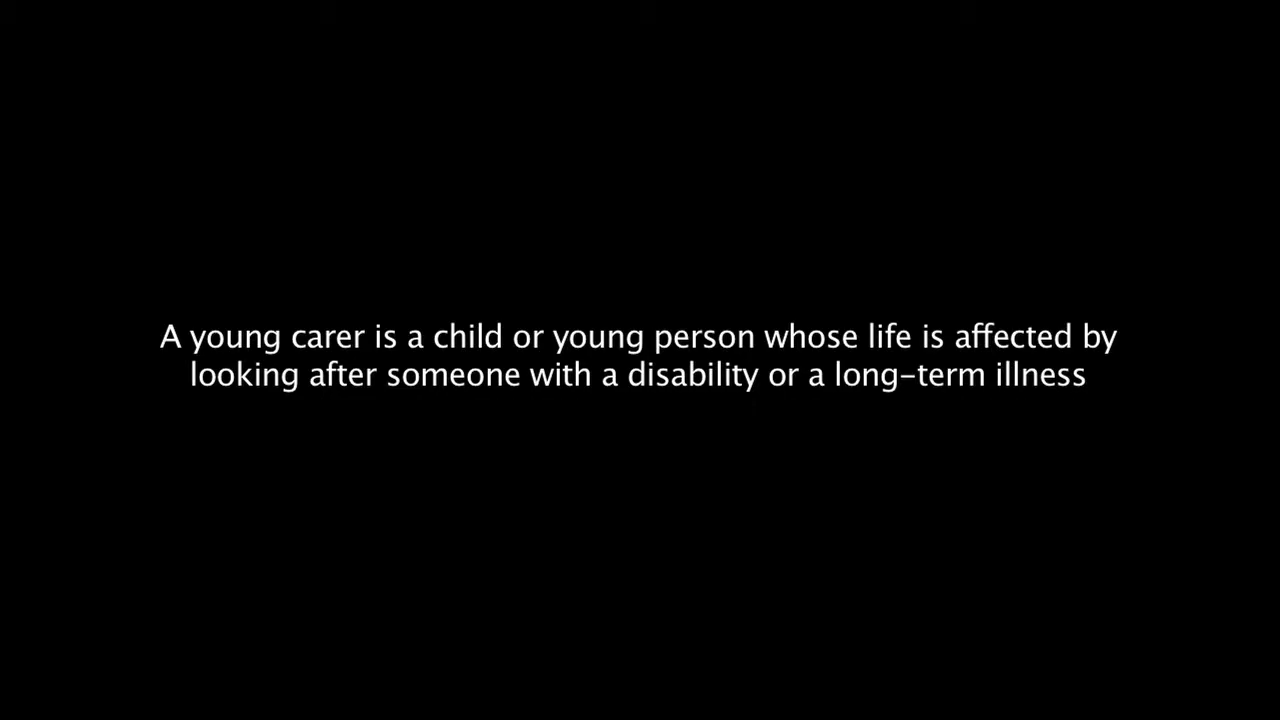 A young carer is a child or young person whose life is affected by
looking after someone with a disability or a long-term illness